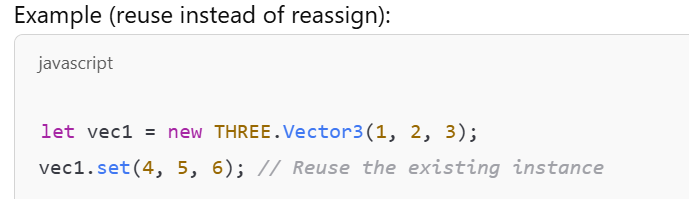 Example (reuse instead of reassign):
javascript
let vec1 = new THREE.Vector3(1, 2, 3);
vec1.set(4, 5, 6); // Reuse the existing instance